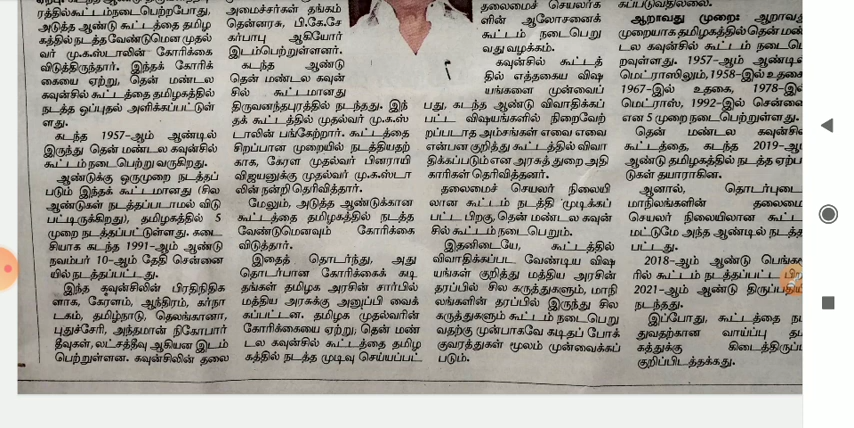 ரத்தில்கூட்டம்நடைபெற்றபோது,
அடுத்த ஆண்டு கூட்டத்தை தமிழ
கத்தில் நடத்த வேண்டுமென முதல்
வர் மு.க.ஸ்டாலின் கோரிக்கை
விடுத்திருந்தார். இந்தக் கோரிக்
கையை ஏற்று, தென் மண்டல
கவுன்சில் கூட்டத்தை தமிழகத்தில்
நடத்த ஒப்புதல் அளிக்கப்பட்டுள்
ளது.
கடந்த 1957-ஆம் ஆண்டில்
இருந்து தென் மண்டல கவுன்சில்
கூட்டம் நடைபெற்று வருகிறது.
ஆண்டுக்கு ஒருமுறை நடத்தப்
படும் இந்தக் கூட்டமானது (சில
ஆண்டுகள் நடத்தப்படாமல் விடு
பட்டிருக்கிறது), தமிழகத்தில் 5
முறை நடத்தப்பட்டுள்ளது. கடை
சியாக கடந்த 1991-ஆம் ஆண்டு
நவம்பர் 10-ஆம் தேதி சென்னை
யில் நடத்தப்பட்டது.
இந்த கவுன்சிலின் பிரதிநிதிக
ளாக, கேரளம், ஆந்திரம், கர்நா
டகம், தமிழ்நாடு, தெலங்கானா,
புதுச்சேரி, அந்தமான் நிகோபார்
தீவுகள், லட்சத்தீவு ஆகியன இடம்
பெற்றுள்ளன. கவுன்சிலின் தலை
அமைச்சர்கள் தங்கம்
தென்னரசு, பி.கே.சே
கர்பாபு ஆகியோர்
இடம்பெற்றுள்ளனர்.
கடந்த ஆண்டு
தென் மண்டல கவுன்
சில் கூட்டமானது
திருவனந்தபுரத்தில் நடந்தது. இந்
தக் கூட்டத்தில் முதல்வர் மு.க.ஸ்
டாலின் பங்கேற்றார். கூட்டத்தை
சிறப்பான முறையில் நடத்தியதற்
காக, கேரள முதல்வர் பினராயி
விஜயனுக்கு முதல்வர் மு.க.ஸ்டா
லின் நன்றி தெரிவித்தார்.
மேலும், அடுத்த ஆண்டுக்கான
கூட்டத்தை தமிழகத்தில் நடத்த
வேண்டுமெனவும் கோரிக்கை
விடுத்தார்.
இதைத் தொடர்ந்து, அது
தொடர்பான கோரிக்கைக் கடி
தங்கள் தமிழக அரசின் சார்பில்
மத்திய அரசுக்கு அனுப்பி வைக்
கப்பட்டன. தமிழக முதல்வரின்
கோரிக்கையை ஏற்று, தென் மண்
டல கவுன்சில் கூட்டத்தை தமிழ
கத்தில் நடத்த முடிவு செய்யப்பட்
தலைமைச் செயலர்க
ளின் ஆலோசனைக்
கூட்டம் நடைபெறு
வது வழக்கம்.
கவுன்சில் கூட்டத்
தில் எத்தகைய விஷ
யங்களை முன்வைப்
பது, கடந்த ஆண்டு விவாதிக்கப்
பட்ட விஷயங்களில் நிறைவேற்
றப்படாத அம்சங்கள் எவை எவை
என்பன குறித்து கூட்டத்தில் விவா
திக்கப்படும் என அரசுத் துறை அதி
காரிகள் தெரிவித்தனர்.
தலைமைச் செயலர் நிலையி
லான கூட்டம் நடத்தி முடிக்கப்
பட்ட பிறகு, தென் மண்டல கவுன்
சில் கூட்டம் நடைபெறும்.
இதனிடையே, கூட்டத்தில்
விவாதிக்கப்பட வேண்டிய விஷ
யங்கள் குறித்து மத்திய அரசின்
தரப்பில் சில கருத்துகளும், மாநி
லங்களின் தரப்பில் இருந்து சில
கருத்துகளும் கூட்டம் நடைபெறு
வதற்கு முன்பாகவே கடிதப் போக்
குவரத்துகள் மூலம் முன்வைக்கப்
படும்.
கப்படுவதில்லை.
ஆறாவது முறை:
முறையாக தமிழகத்தில் தென் மண்
டல கவுன்சில் கூட்டம்
றவுள்ளது. 1957-ஆம் ஆண்டில்
மெட்ராஸிலும், 1958-இல்
1967-இல் உதகை, 1978-இல்
மெட்ராஸ், 1992-இல்
என 5 முறை நடைபெற்றுள்ளது.
தென் மண்டல
கூட்டத்தை, கடந்த 2019-ஆம்
ஆண்டு தமிழகத்தில் நடத்த
டுகள் தயாராகின.
ஆனால்,
மாநிலங்களின்
செயலர் நிலையிலான
மட்டுமே அந்த ஆண்டில்
பட்டது.
2018-ஆம் ஆண்டு
ரில் கூட்டம் நடத்தப்பட்ட
2021-ஆம் ஆண்டு
நடந்தது.
இப்போது, கூட்டத்தை
துவதற்கான வாய்ப்பு
கத்துக்கு
குறிப்பிடத்தக்கது.